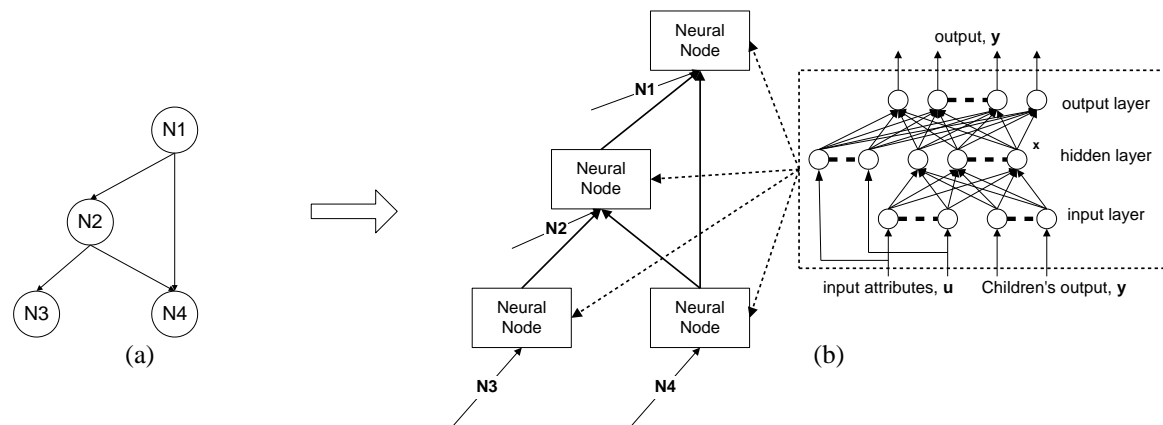 N1
N2
N3
N4
(a)
Neural
Node
N1
Neural
Node
N2
Neural
Node
N3
Neural
Node
N4
output, y
output layer
x
hidden layer
input layer
input attributes, u
Children's output, y
(b)